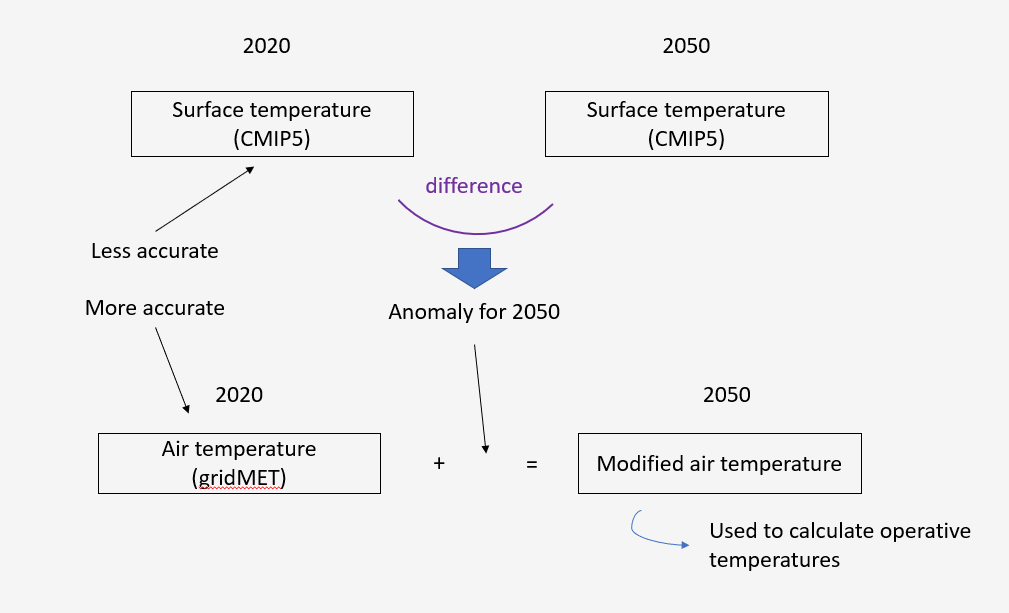 2020
2050
Surface temperature
(CMIP5)
Surface temperature
(CMIP5)
difference
Less accurate
More accurate
Anomaly for 2050
2020
2050
Air temperature
(gridMET)
+
=
Modified air temperature
Used to calculate operative
temperatures